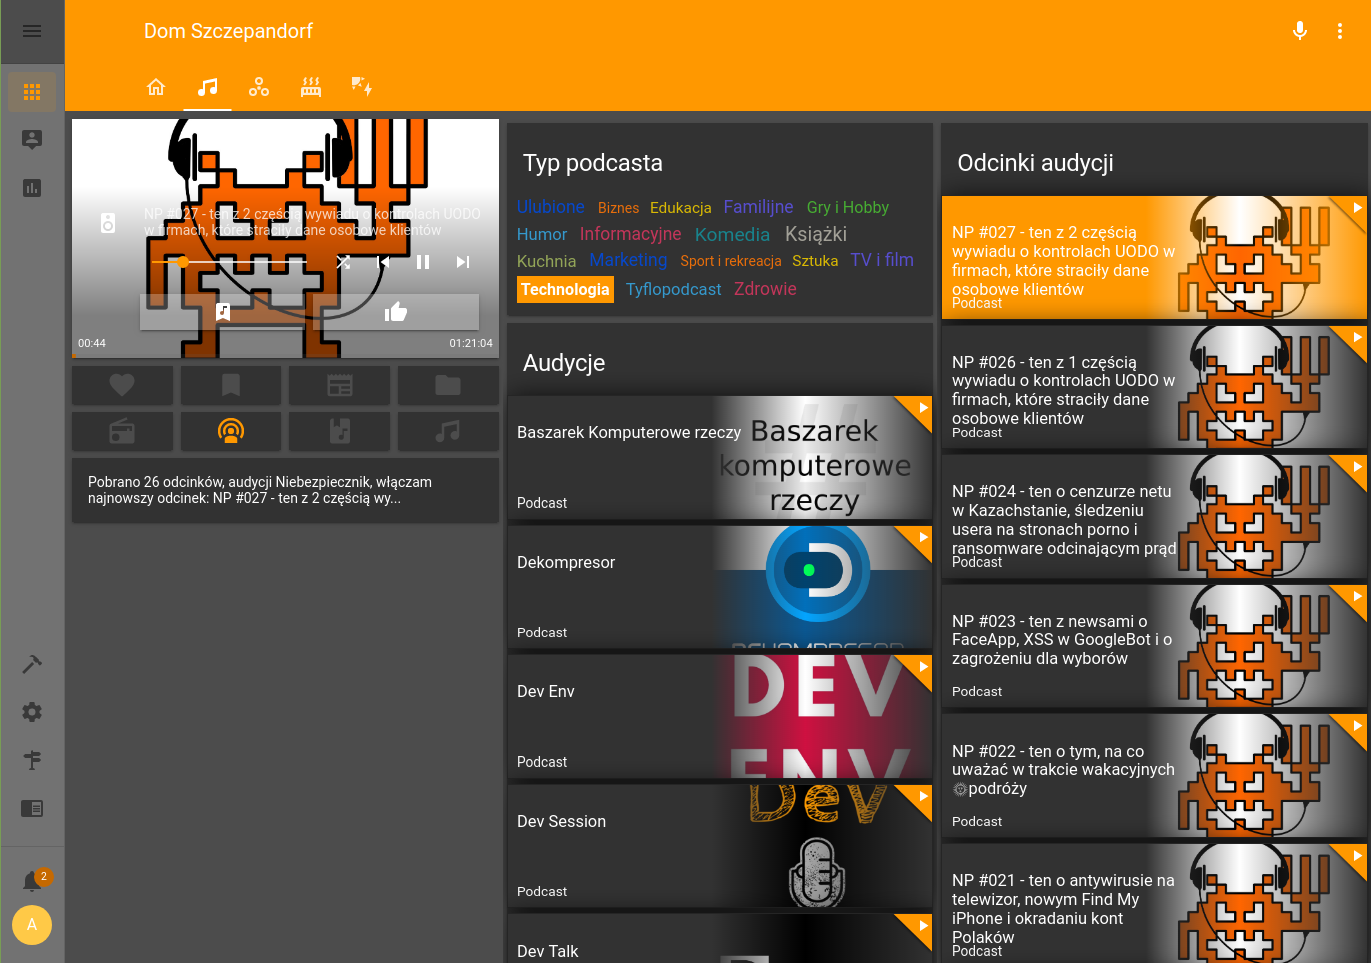 Dom Szczepandorf
NP #027 - ten z 2 częścią wywiadu o kontrolach UODO
w firmach, które straciły dane osobowe klientów
00:44
01:21:04
Pobrano 26 odcinków, audycji Niebezpiecznik, włączam
najnowszy odcinek: NP #027 - ten z 2 częścią wy...
2
A
Typ podcasta
Ulubione Biznes Edukacja Familijne Gry i Hobby
Humor Informacyjne Komedia Książki
Kuchnia Marketing Sport i rekreacja Sztuka TV i film
Technologia Tyflopodcast Zdrowie
Audycje
Baszarek Komputerowe rzeczy
Podcast
Baszarek
komputerowe
rzeczy
Dekompresor
Podcast
DEKOMPRESOR
Dev Env
Podcast
DEV
ENV
Dev Session
Podcast
DeV
Dev Talk
Odcinki audycji
NP #027 - ten z 2 częścią
wywiadu o kontrolach UODO w
firmach, które straciły dane
osobowe klientów
Podcast
NP #026 - ten z 1 częścią
wywiadu o kontrolach UODO w
firmach, które straciły dane
osobowe klientów
Podcast
NP #024 - ten o cenzurze netu
w Kazachstanie, śledzeniu
usera na stronach porno i
ransomware odcinającym prąd
Podcast
NP #023 - ten z newsami o
FaceApp, XSS w GoogleBot i o
zagrożeniu dla wyborów
Podcast
NP #022 - ten o tym, na co
uważać w trakcie wakacyjnych
🌞podróży
Podcast
NP #021 - ten o antywirusie na
telewizor, nowym Find My
iPhone i okradaniu kont
Polaków
Podcast